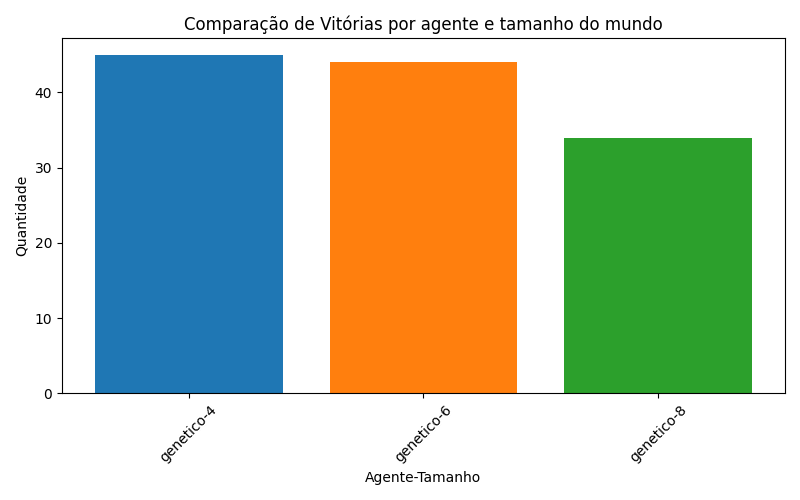 Comparação de Vitórias por agente e tamanho do mundo
Quantidade
40
30
20
10
0
genetico-4
genetico-6
genetico-8
Agente-Tamanho